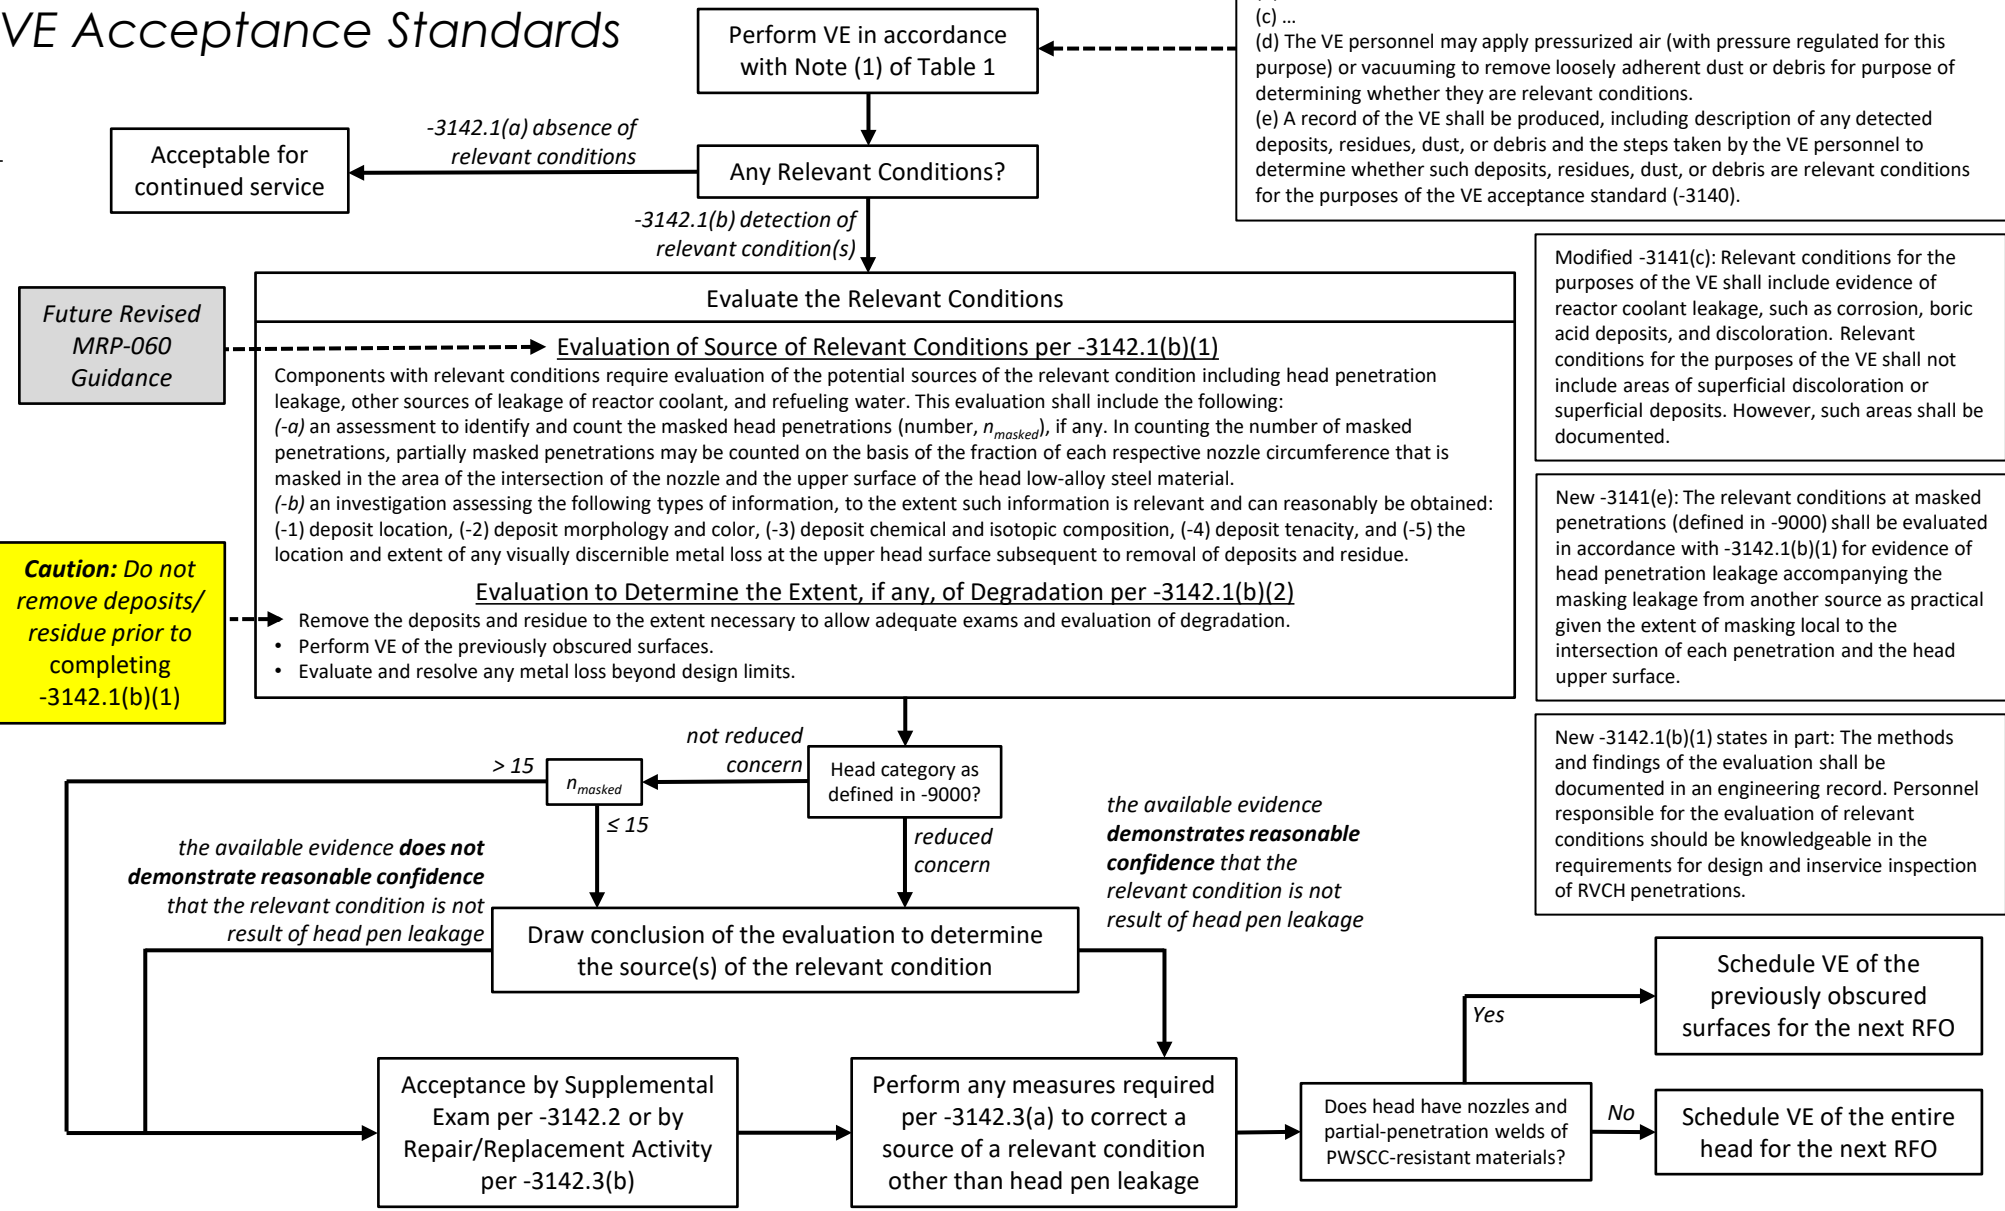 VE Acceptance Standards
Perform VE in accordance
with Note (1) of Table 1
(c) ...
(d) The VE personnel may apply pressurized air (with pressure regulated for this
purpose) or vacuuming to remove loosely adherent dust or debris for purpose of
determining whether they are relevant conditions.
(e) A record of the VE shall be produced, including description of any detected
deposits, residues, dust, or debris and the steps taken by the VE personnel to
determine whether such deposits, residues, dust, or debris are relevant conditions
for the purposes of the VE acceptance standard (-3140).
-3142.1(a) absence of
relevant conditions
Acceptable for
continued service
Any Relevant Conditions?
-3142.1(b) detection of
relevant condition(s)
Modified -3141(c): Relevant conditions for the
purposes of the VE shall include evidence of
reactor coolant leakage, such as corrosion, boric
acid deposits, and discoloration. Relevant
conditions for the purposes of the VE shall not
include areas of superficial discoloration or
superficial deposits. However, such areas shall be
documented.
Future Revised
MRP-060
Guidance
Evaluate the Relevant Conditions
Evaluation of Source of Relevant Conditions per -3142.1(b)(1)
Components with relevant conditions require evaluation of the potential sources of the relevant condition including head penetration
leakage, other sources of leakage of reactor coolant, and refueling water. This evaluation shall include the following:
(-a) an assessment to identify and count the masked head penetrations (number, nmasked), if any. In counting the number of masked
penetrations, partially masked penetrations may be counted on the basis of the fraction of each respective nozzle circumference that is
masked in the area of the intersection of the nozzle and the upper surface of the head low-alloy steel material.
(-b) an investigation assessing the following types of information, to the extent such information is relevant and can reasonably be obtained:
(-1) deposit location, (-2) deposit morphology and color, (-3) deposit chemical and isotopic composition, (-4) deposit tenacity, and (-5) the
location and extent of any visually discernible metal loss at the upper head surface subsequent to removal of deposits and residue.
Evaluation to Determine the Extent, if any, of Degradation per -3142.1(b)(2)
Remove the deposits and residue to the extent necessary to allow adequate exams and evaluation of degradation.
• Perform VE of the previously obscured surfaces.
• Evaluate and resolve any metal loss beyond design limits.
New -3141(e): The relevant conditions at masked
penetrations (defined in -9000) shall be evaluated
in accordance with -3142.1(b)(1) for evidence of
head penetration leakage accompanying the
masking leakage from another source as practical
given the extent of masking local to the
intersection of each penetration and the head
upper surface.
Caution: Do not
remove deposits/
residue prior to
completing
-3142.1(b)(1)
New -3142.1(b)(1) states in part: The methods
and findings of the evaluation shall be
documented in an engineering record. Personnel
responsible for the evaluation of relevant
conditions should be knowledgeable in the
requirements for design and inservice inspection
of RVCH penetrations.
not reduced
concern
Head category as
defined in -9000?
> 15
nmasked
≤ 15
reduced
concern
the available evidence does not
demonstrate reasonable confidence
that the relevant condition is not
result of head pen leakage
the available evidence
demonstrates reasonable
confidence that the
relevant condition is not
result of head pen leakage
Draw conclusion of the evaluation to determine
the source(s) of the relevant condition
Acceptance by Supplemental
Exam per -3142.2 or by
Repair/Replacement Activity
per -3142.3(b)
Perform any measures required
per -3142.3(a) to correct a
source of a relevant condition
other than head pen leakage
Does head have nozzles and
partial-penetration welds of
PWSCC-resistant materials?
Yes
Schedule VE of the
previously obscured
surfaces for the next RFO
No
Schedule VE of the entire
head for the next RFO